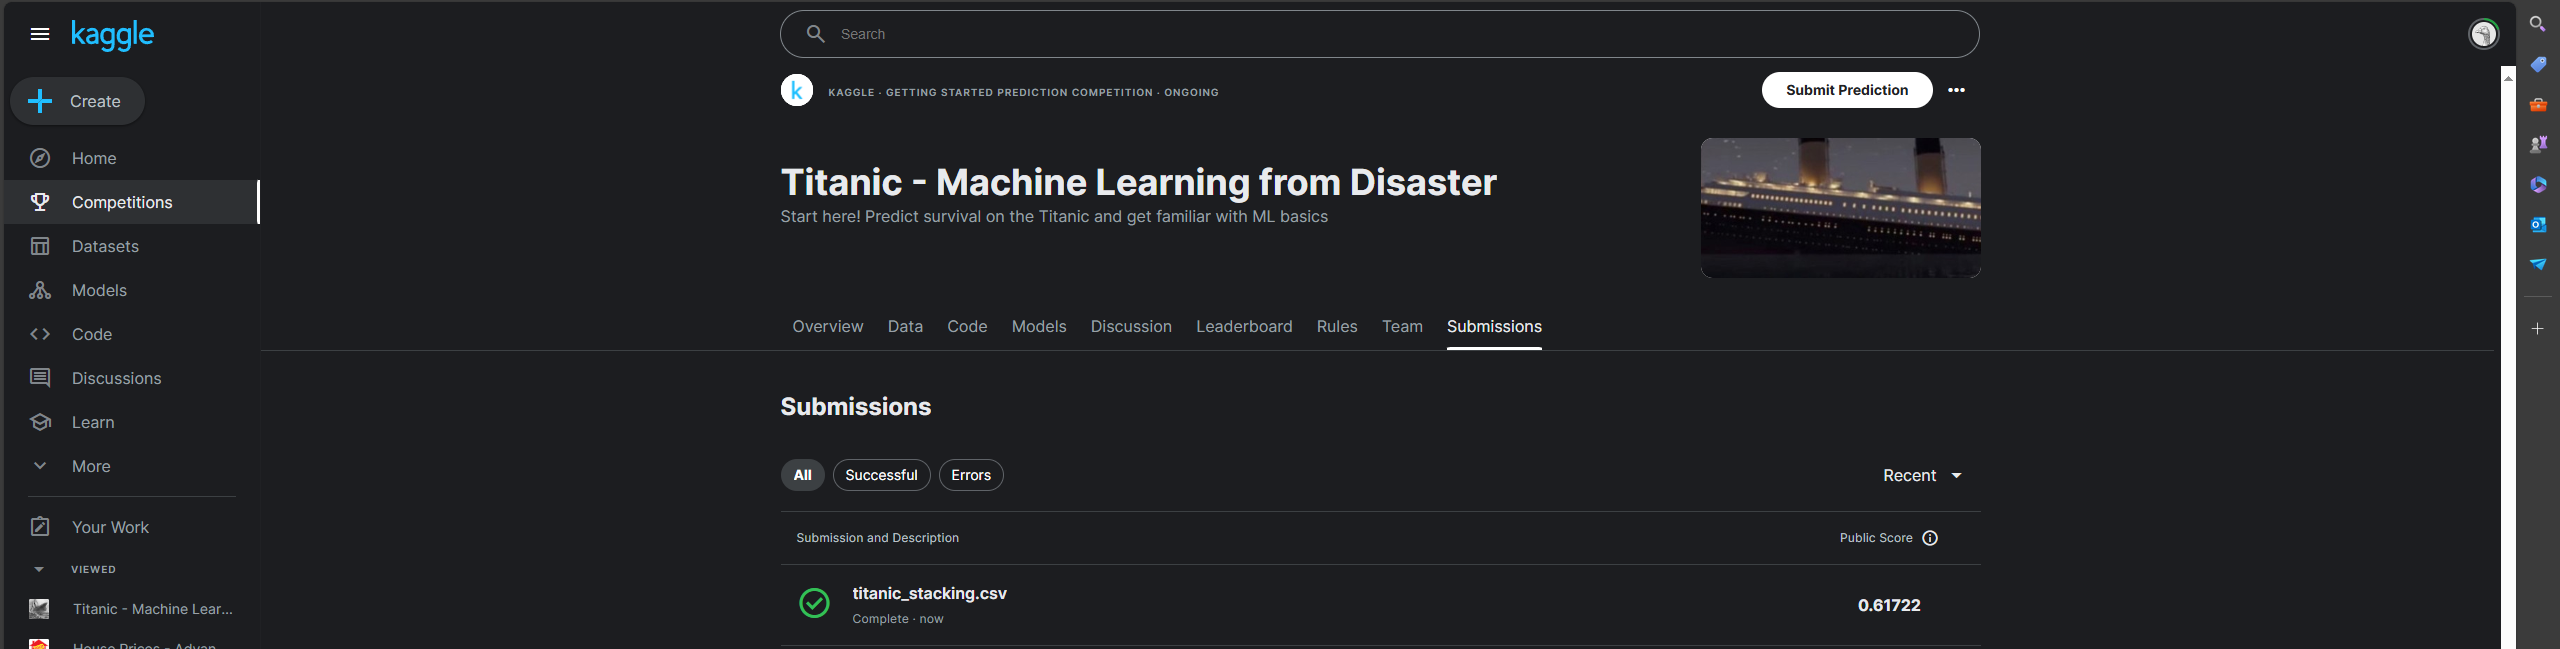 kaggle
Search
Create
k
KAGGLE · GETTING STARTED PREDICTION COMPETITION · ONGOING
Submit Prediction
Home
Competitions
Datasets
Models
Code
Discussions
Learn
More
Your Work
VIEWED
Titanic - Machine Lear...
House Prices - Advan...
Titanic - Machine Learning from Disaster
Start here! Predict survival on the Titanic and get familiar with ML basics
Overview Data Code Models Discussion Leaderboard Rules Team Submissions
Submissions
All Successful Errors
Recent
Submission and Description
Public Score
titanic_stacking.csv
Complete · now
0.61722